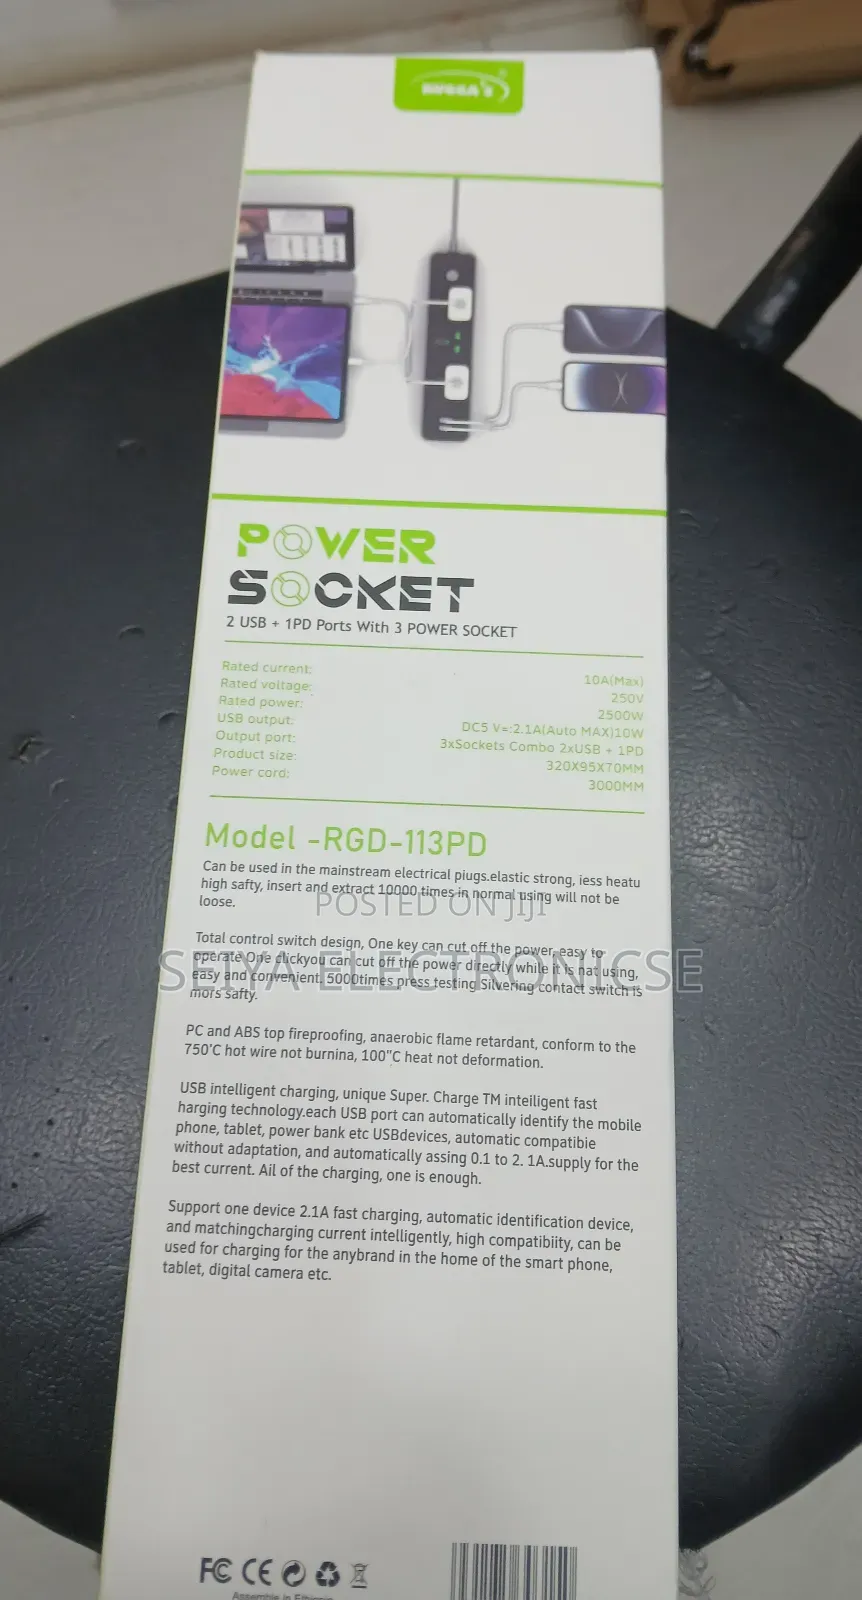 POWER
SOCKET
2 USB + 1PD Ports With 3 POWER SOCKET
Rated current: 10A(Max)
Rated voltage: 250V
Rated power: 2500W
USB output: DC5 V=:2.1A(Auto MAX)10W
Output port: 3xSockets Combo 2xUSB + 1PD
Product size: 320X95X70MM
Power cord: 3000MM
Model -RGD-113PD
Can be used in the mainstream electrical piugs.elastic strong, iess heatu
high safty, insert and extract 10000 times in normal using will not be
loose.
POSTED ON JIJI
Total control switch design, One key can cut off the power, easy to
operate One clickyou can cut off the power directly while it is nat using,
SEIYA ELECTRONICSE
easy and convenient. 5000times press testing Silvering contact switch is
mors safty.
PC and ABS top fireproofing, anaerobic flame retardant, conform to the
750'C hot wire not burnina, 100"C heat not deformation.
USB intelligent charging, unique Super. Charge TM inteiligent fast
harging technology.each USB port can automatically identify the mobile
phone, tablet, power bank etc USBdevices, automatic compatibie
without adaptation, and automatically assing 0.1 to 2. 1A.supply for the
best current. Ail of the charging, one is enough.
Support one device 2.1A fast charging, automatic identification device,
and matchingcharging current intelligently, high compatibiity, can be
used for charging for the anybrand in the home of the smart phone,
tablet, digital camera etc.
FC CE
Assemble in Ethiopia